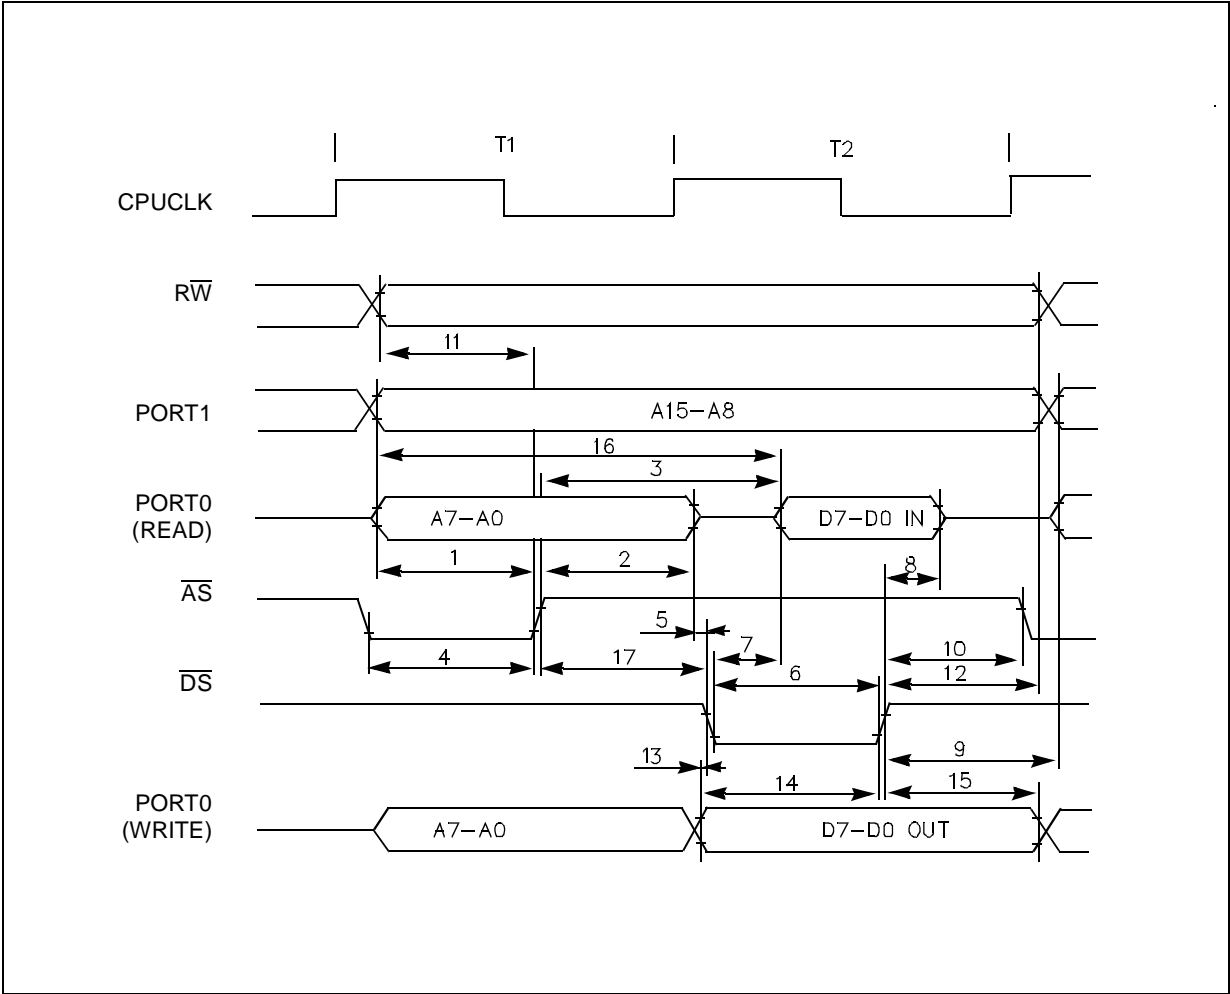 T1
T2
CPUCLK
RW
11
PORT1
A15-A8
16
3
PORT0
(READ)
A7-A0
D7-D0 IN
1
2
8
AS
5
7
10
4
17
6
12
DS
13
9
14
15
PORT0
(WRITE)
A7-A0
D7-D0 OUT